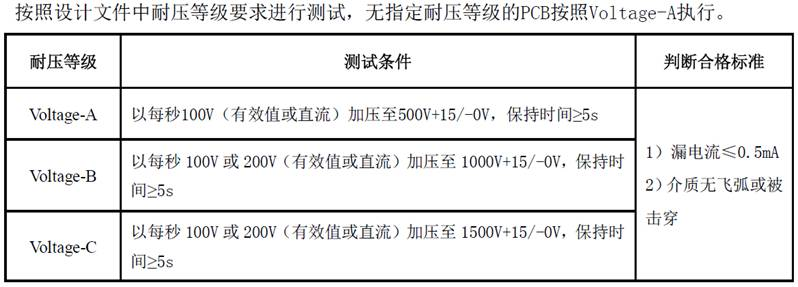 按照设计文件中耐压等级要求进行测试，无指定耐压等级的PCB按照Voltage-A执行。
耐压等级 测试条件 判断合格标准
Voltage-A 以每秒100V（有效值或直流）加压至500V+15/-0V，保持时间≥5s
Voltage-B 以每秒 100V 或 200V（有效值或直流）加压至 1000V+15/-0V，保持时
间≥5s
Voltage-C 以每秒 100V 或 200V（有效值或直流）加压至 1500V+15/-0V，保持时
间≥5s
1）漏电流≤0.5mA
2）介质无飞弧或被
击穿